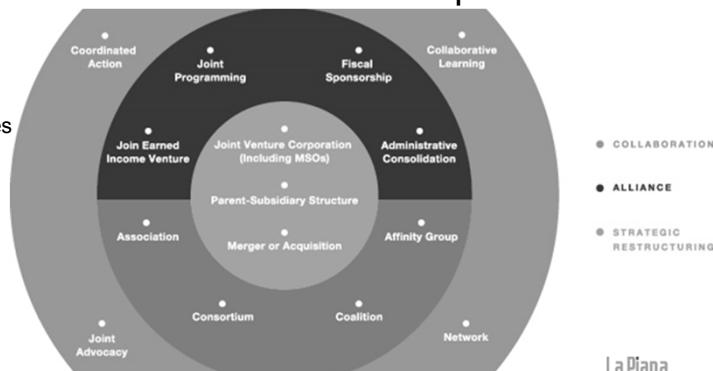 es
Coordinated
Action
Joint
Programming
Fiscal
Sponsorship
Collaborative
Learning
Join Earned
Income Venture
Joint Venture Corporation
(Including MSOs)
Administrative
Consolidation
Parent-Subsidiary Structure
Association
Merger or Acquisition
Affinity Group
Consortium
Coalition
Joint
Advocacy
Network
COLLABORATION
ALLIANCE
STRATEGIC
RESTRUCTURING
La Piana